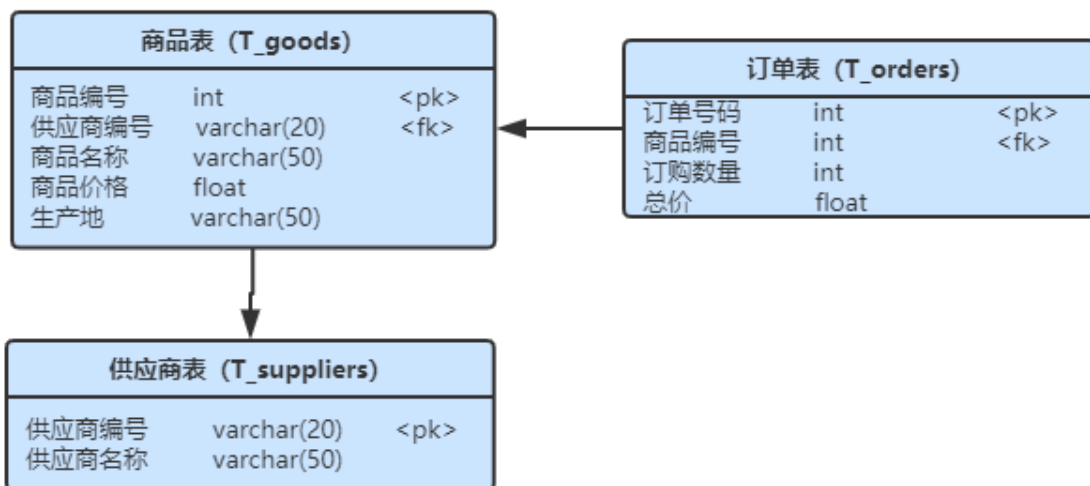 商品表（T_goods）
商品编号 int <pk>
供应商编号 varchar(20) <fk>
商品名称 varchar(50)
商品价格 float
生产地 varchar(50)
订单表（T_orders）
订单号码 int <pk>
商品编号 int <fk>
订购数量 int
总价 float
供应商表（T_suppliers）
供应商编号 varchar(20) <pk>
供应商名称 varchar(50)